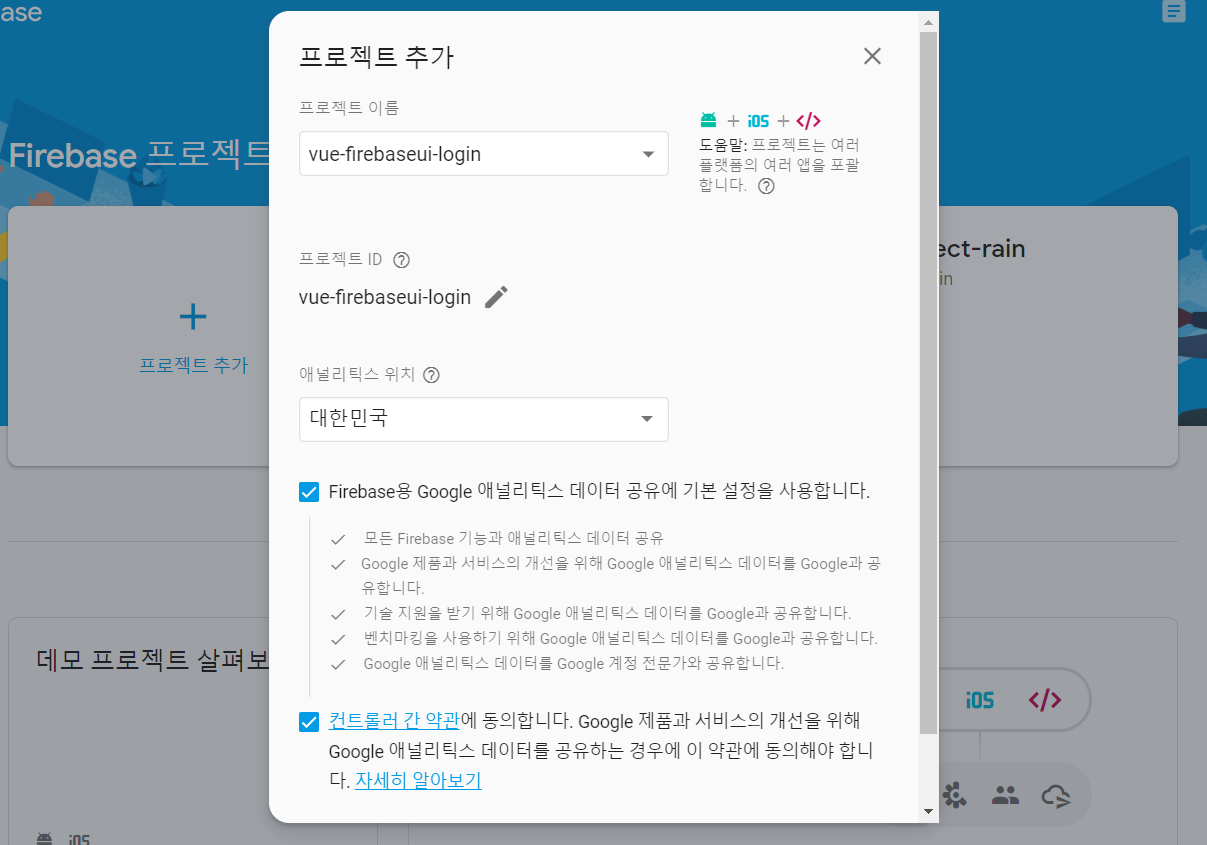 ase
프로젝트 추가
프로젝트 이름
vue-firebaseui-login
+ iOS + </>
도움말: 프로젝트는 여러
플랫폼의 여러 앱을 포괄
합니다.
Firebase 프로젝트
프로젝트 ID
vue-firebaseui-login
ect-rain
in
프로젝트 추가
애널리틱스 위치
대한민국
Firebase용 Google 애널리틱스 데이터 공유에 기본 설정을 사용합니다.
모든 Firebase 기능과 애널리틱스 데이터 공유
Google 제품과 서비스의 개선을 위해 Google 애널리틱스 데이터를 Google과 공
유합니다.
기술 지원을 받기 위해 Google 애널리틱스 데이터를 Google과 공유합니다.
벤치마킹을 사용하기 위해 Google 애널리틱스 데이터를 Google과 공유합니다.
Google 애널리틱스 데이터를 Google 계정 전문가와 공유합니다.
데모 프로젝트 살펴보
iOS </>
컨트롤러 간 약관에 동의합니다. Google 제품과 서비스의 개선을 위해
Google 애널리틱스 데이터를 공유하는 경우에 이 약관에 동의해야 합니
다. 자세히 알아보기
iOS